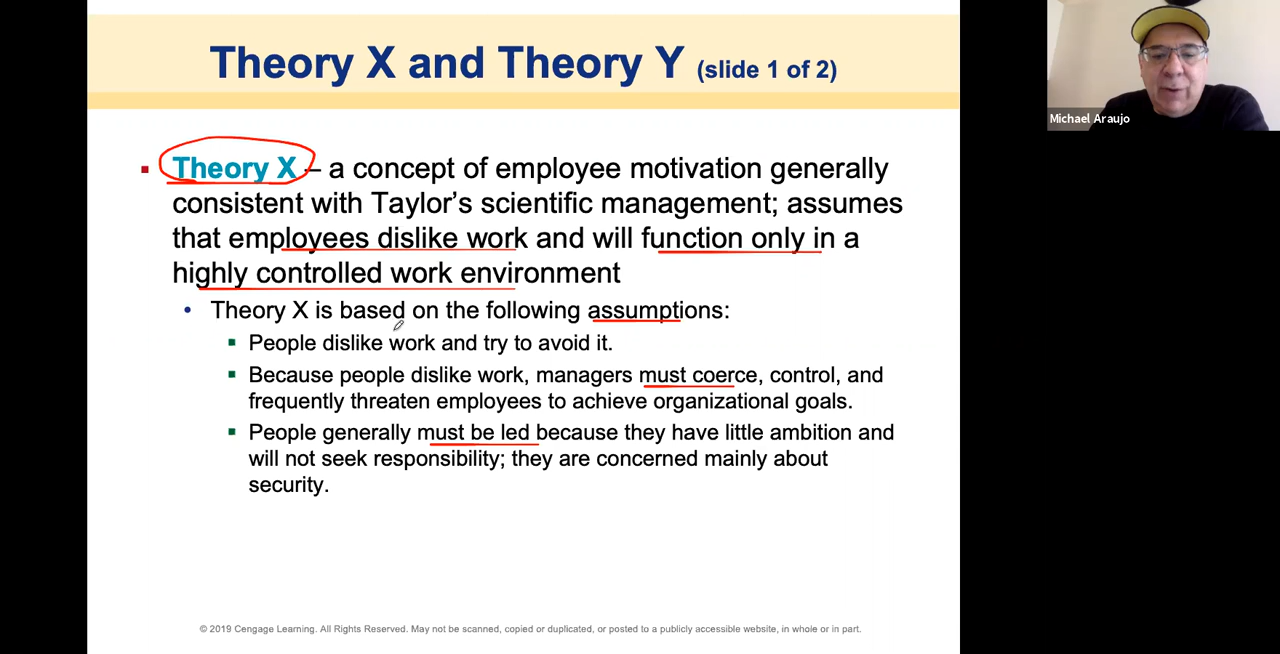 Theory X and Theory Y (slide 1 of 2)
Michael Araujo
▪ Theory X – a concept of employee motivation generally
consistent with Taylor’s scientific management; assumes
that employees dislike work and will function only in a
highly controlled work environment
• Theory X is based on the following assumptions:
▪ People dislike work and try to avoid it.
▪ Because people dislike work, managers must coerce, control, and
frequently threaten employees to achieve organizational goals.
▪ People generally must be led because they have little ambition and
will not seek responsibility; they are concerned mainly about
security.
© 2019 Cengage Learning. All Rights Reserved. May not be scanned, copied or duplicated, or posted to a publicly accessible website, in whole or in part.